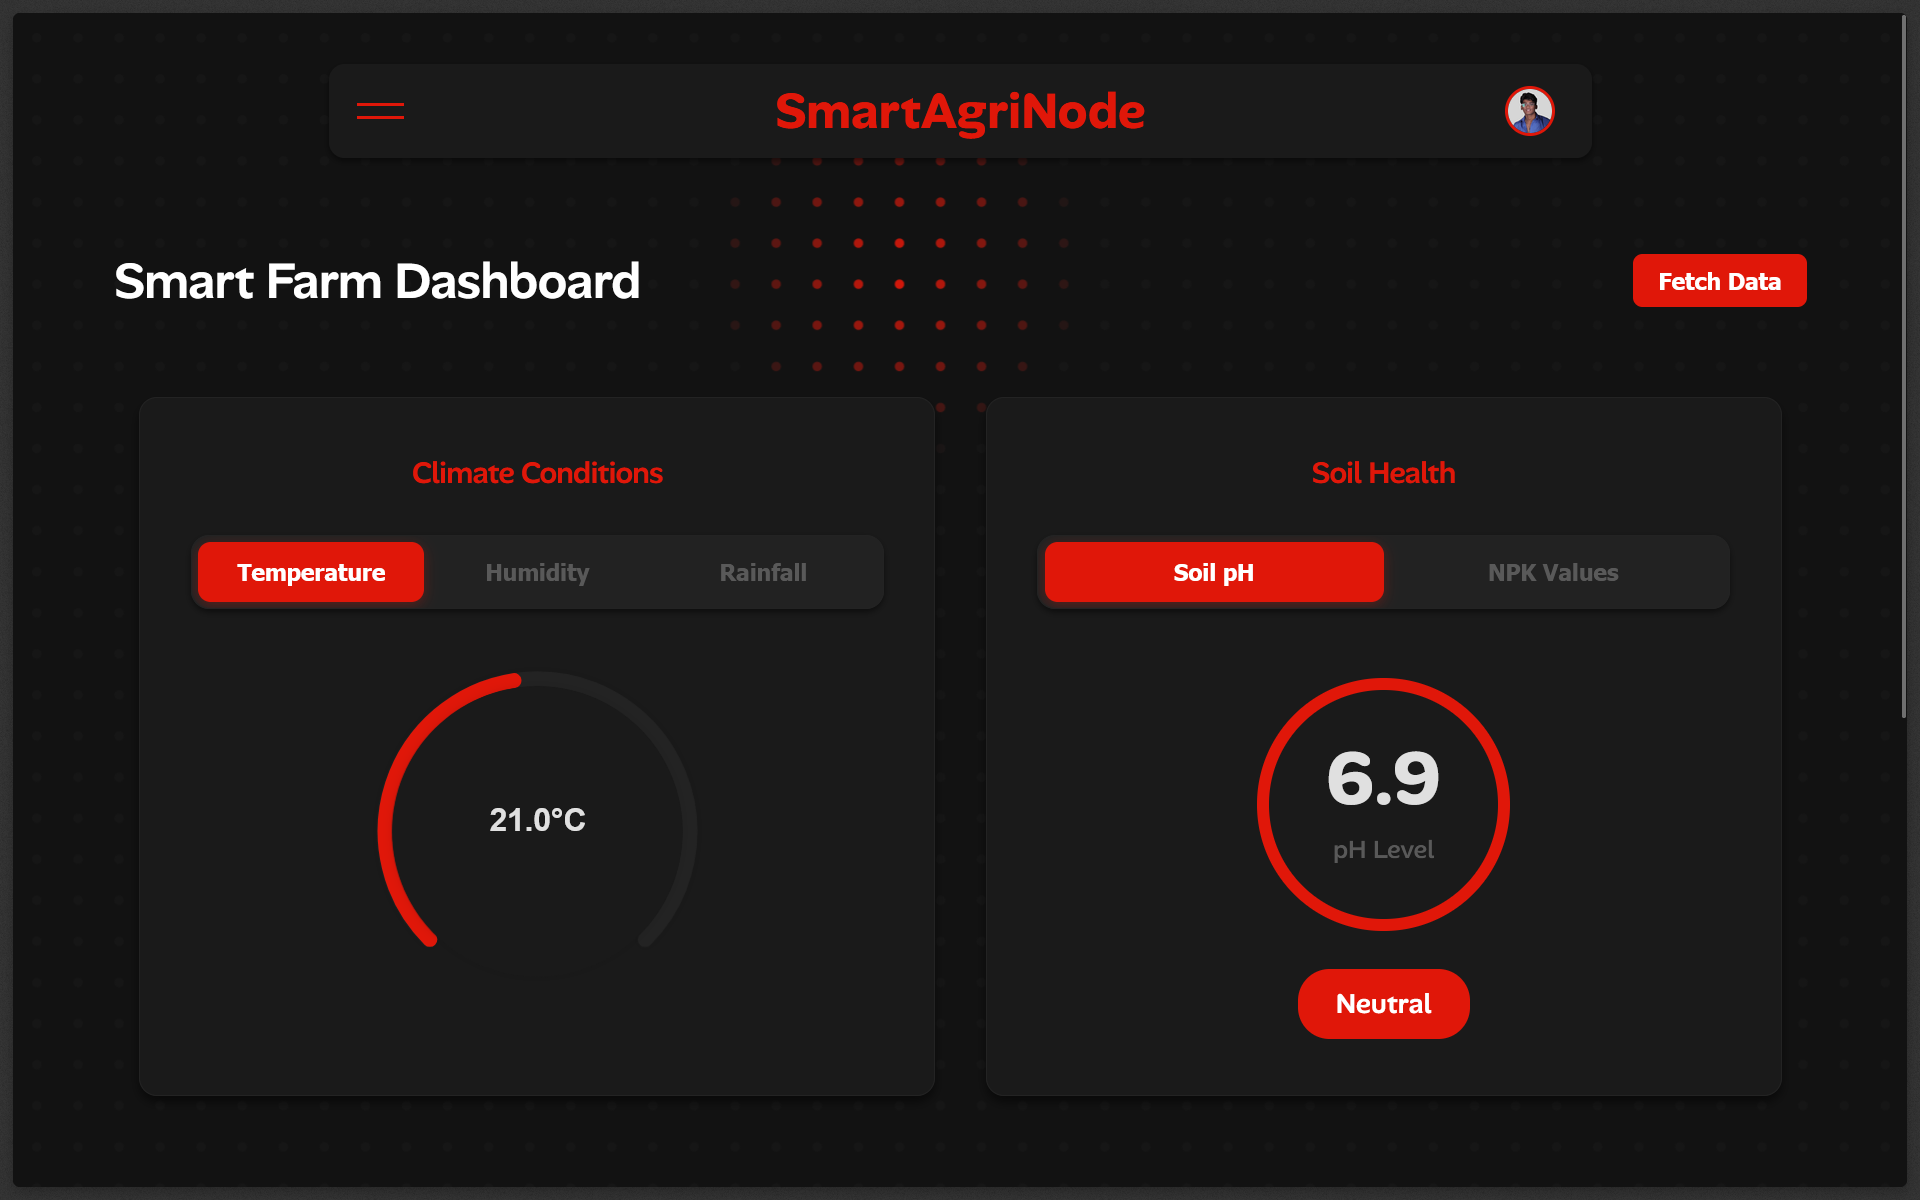 SmartAgriNode
Smart Farm Dashboard
Fetch Data
Climate Conditions
Temperature
Humidity
Rainfall
21.0°C
Soil Health
Soil pH
NPK Values
6.9
pH Level
Neutral